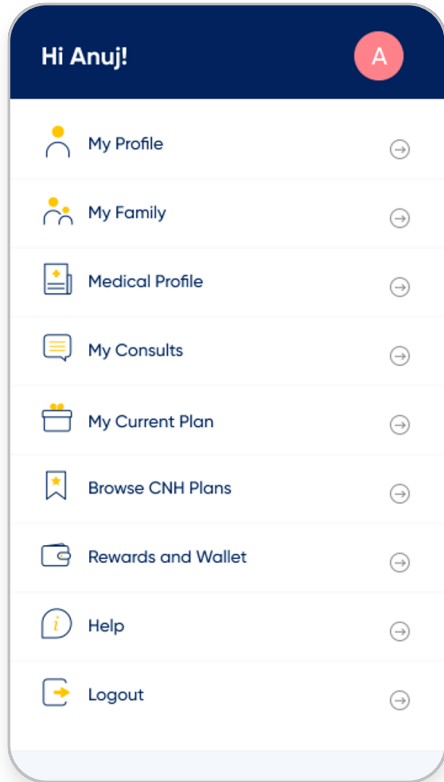 Hi Anuj!
A
My Profile
My Family
Medical Profile
My Consults
My Current Plan
Browse CNH Plans
Rewards and Wallet
i
Help
Logout